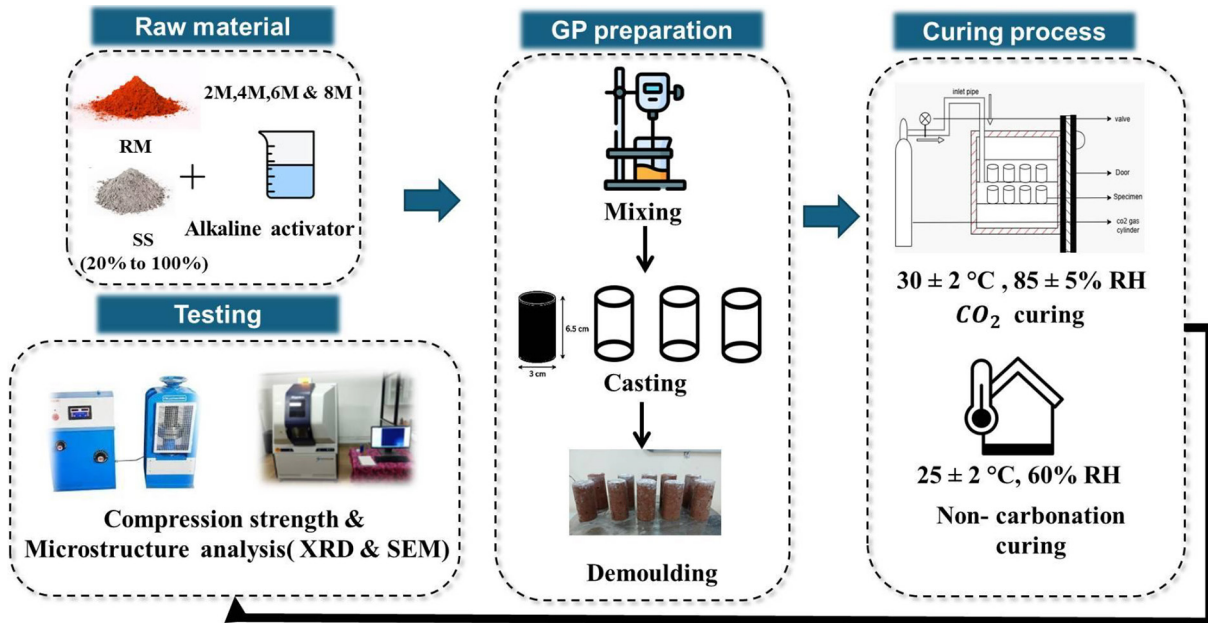 Raw material
2M,4M,6M & 8M
RM
SS
(20% to 100%)
+
Alkaline activator
GP preparation
Mixing
6.5 cm
3 cm
Casting
Demoulding
Curing process
inlet pipe
valve
Door
Specimen
co2 gas
cylinder
30 ± 2 °C , 85 ± 5% RH
CO₂ curing
25 ± 2 °C, 60% RH
Non- carbonation
curing
Testing
Compression strength &
Microstructure analysis( XRD & SEM)